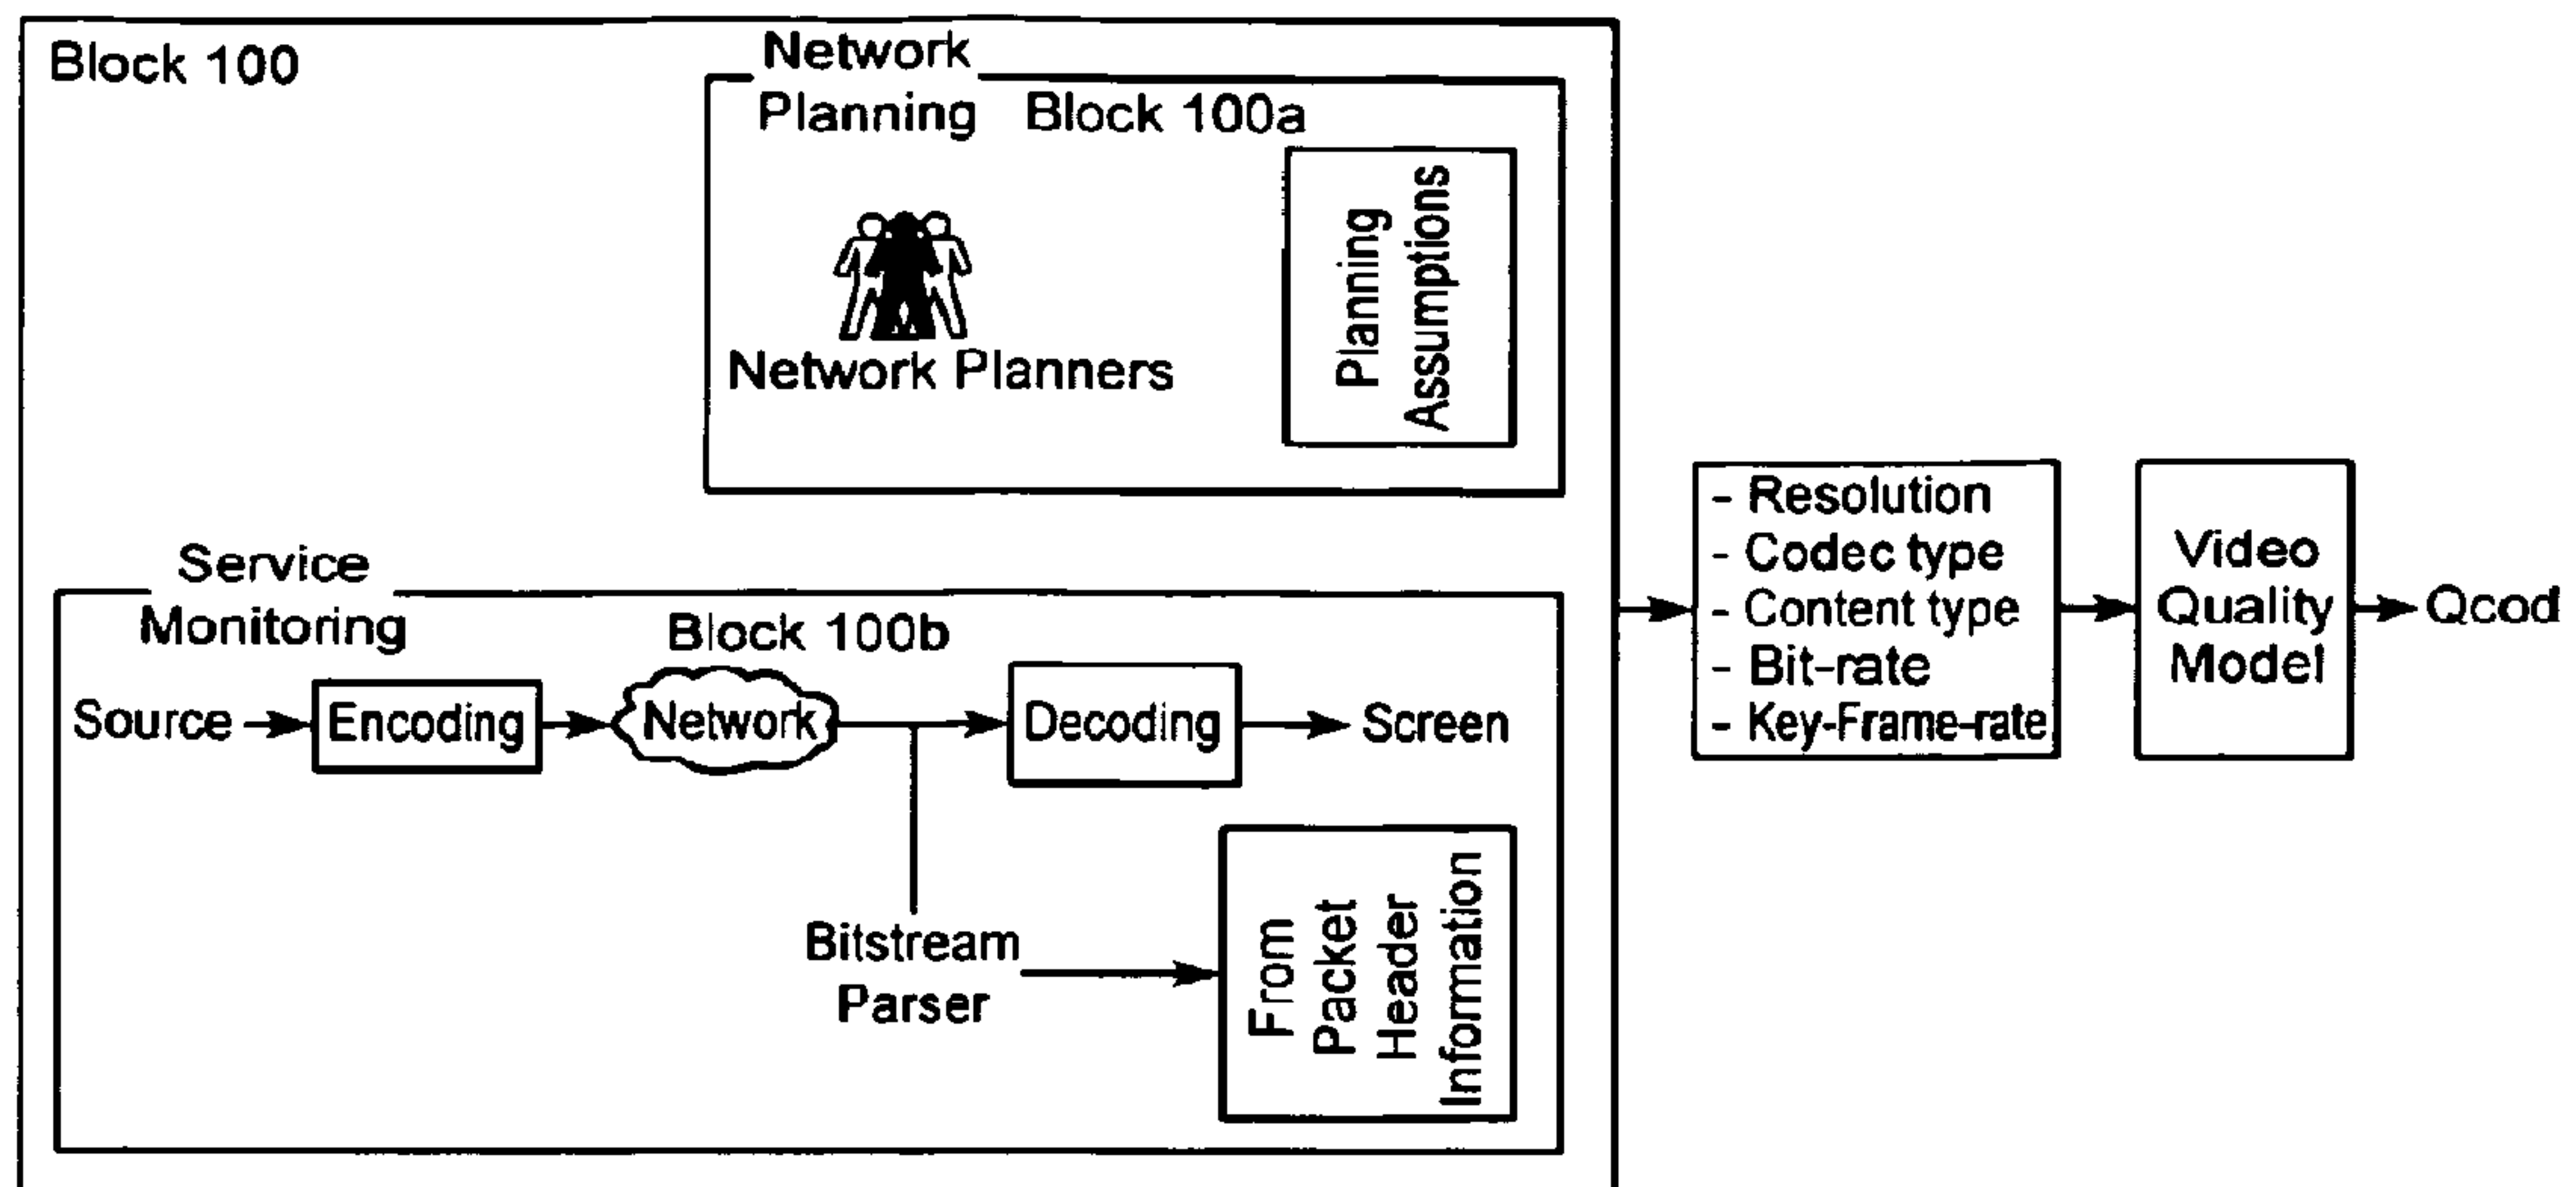 Block 100
Network
Planning
Block 100a
Network Planners
Planning
Assumptions
Service
Monitoring
Block 100b
Source
Encoding
Network
Decoding
Screen
Bitstream
Parser
From
Packet
Header
Information
- Resolution
- Codec type
- Content type
- Bit-rate
- Key-Frame-rate
Video
Quality
Model
Qcod